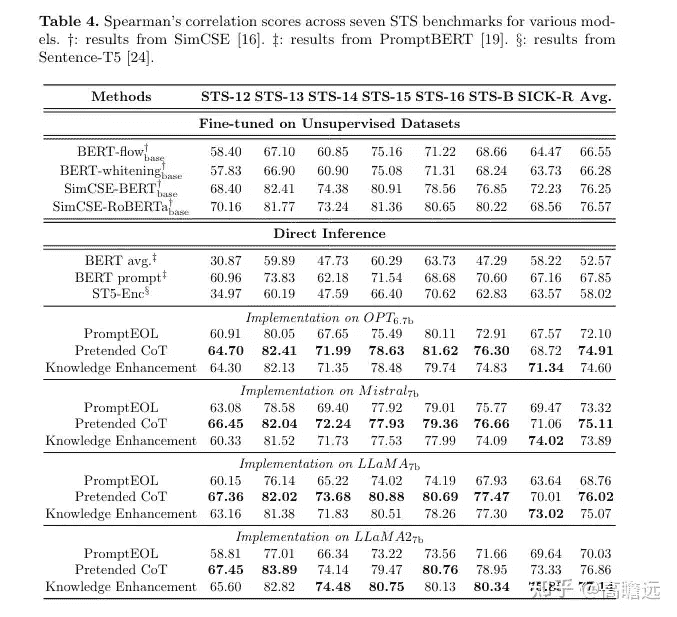 Table 4. Spearman's correlation scores across seven STS benchmarks for various mod-
els. †: results from SimCSE [16]. ‡: results from PromptBERT [19]. §: results from
Sentence-T5 [24].
Methods STS-12 STS-13 STS-14 STS-15 STS-16 STS-B SICK-R Avg.
Fine-tuned on Unsupervised Datasets
BERT-flow†base 58.40 67.10 60.85 75.16 71.22 68.66 64.47 66.55
BERT-whitening†base 57.83 66.90 60.90 75.08 71.31 68.24 63.73 66.28
SimCSE-BERT†base 68.40 82.41 74.38 80.91 78.56 76.85 72.23 76.25
SimCSE-RoBERTa†base 70.16 81.77 73.24 81.36 80.65 80.22 68.56 76.57
Direct Inference
BERT avg.‡ 30.87 59.89 47.73 60.29 63.73 47.29 58.22 52.57
BERT prompt‡ 60.96 73.83 62.18 71.54 68.68 70.60 67.16 67.85
ST5-Enc§ 34.97 60.19 47.59 66.40 70.62 62.83 63.57 58.02
Implementation on OPT6.7b
PromptEOL 60.91 80.05 67.65 75.49 80.11 72.91 67.57 72.10
Pretended CoT 64.70 82.41 71.99 78.63 81.62 76.30 68.72 74.91
Knowledge Enhancement 64.30 82.13 71.35 78.48 79.74 74.83 71.34 74.60
Implementation on Mistral7b
PromptEOL 63.08 78.58 69.40 77.92 79.01 75.77 69.47 73.32
Pretended CoT 66.45 82.04 72.24 77.93 79.36 76.66 71.06 75.11
Knowledge Enhancement 60.33 81.52 71.73 77.53 77.99 74.09 74.02 73.89
Implementation on LLaMA7b
PromptEOL 60.15 76.14 65.22 74.02 74.19 67.93 63.64 68.76
Pretended CoT 67.36 82.02 73.68 80.88 80.69 77.47 70.01 76.02
Knowledge Enhancement 63.16 81.38 71.83 80.51 78.26 77.30 73.02 75.07
Implementation on LLaMA27b
PromptEOL 58.81 77.01 66.34 73.22 73.56 71.66 69.64 70.03
Pretended CoT 67.45 83.89 74.14 79.47 80.76 78.95 73.33 76.86
Knowledge Enhancement 65.60 82.82 74.48 80.75 80.13 80.34
知乎 @高瞻远